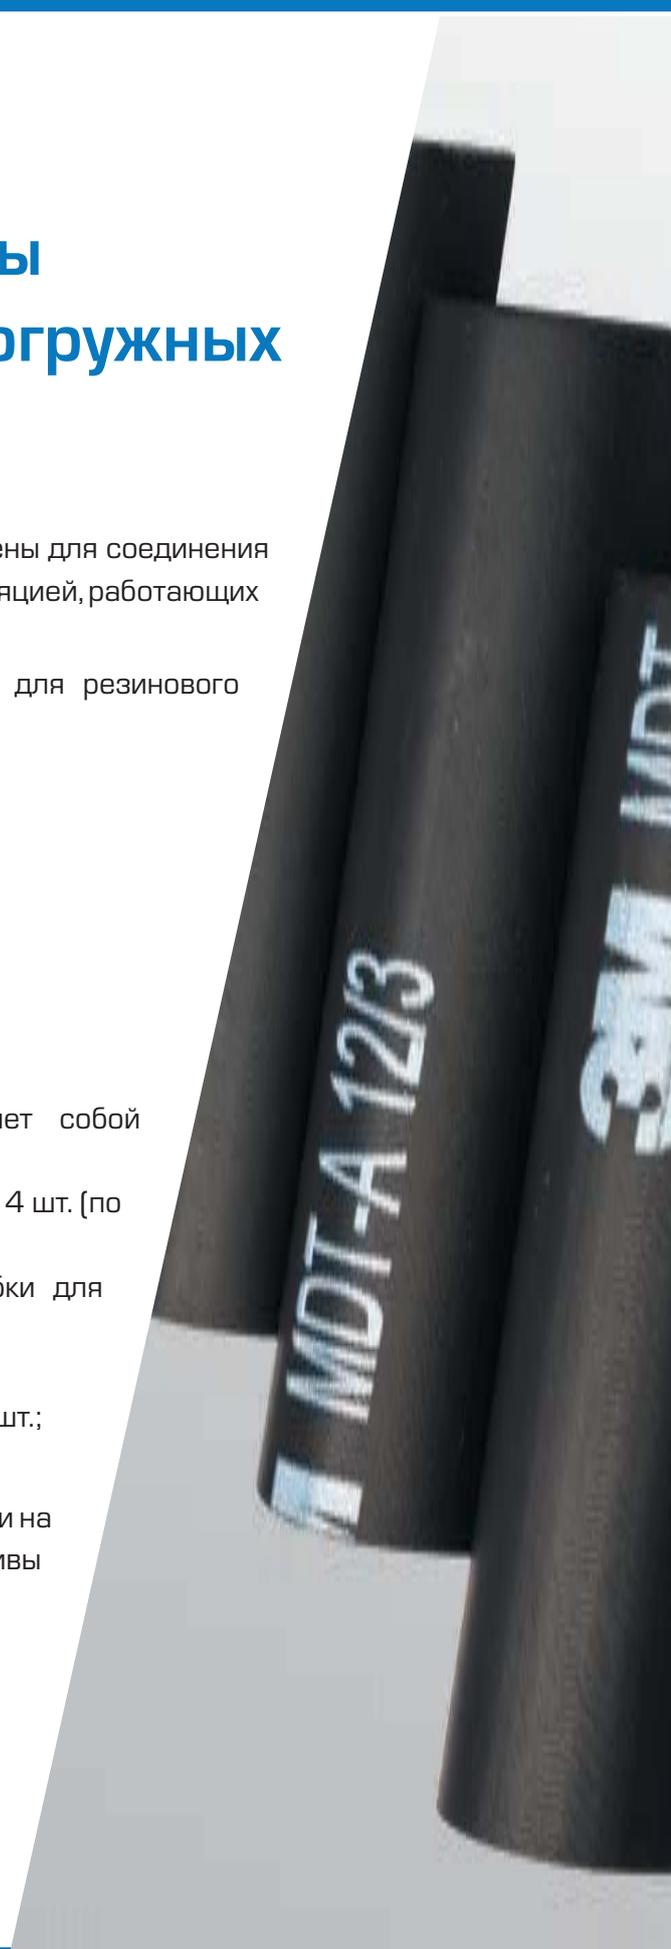 ы
огружных
ены для соединения
яцией, работающих
для резинового
ет собой
4 шт. (по
бки для
шт.;
и на
ивы
MDT-A 12/3
3M
MDT